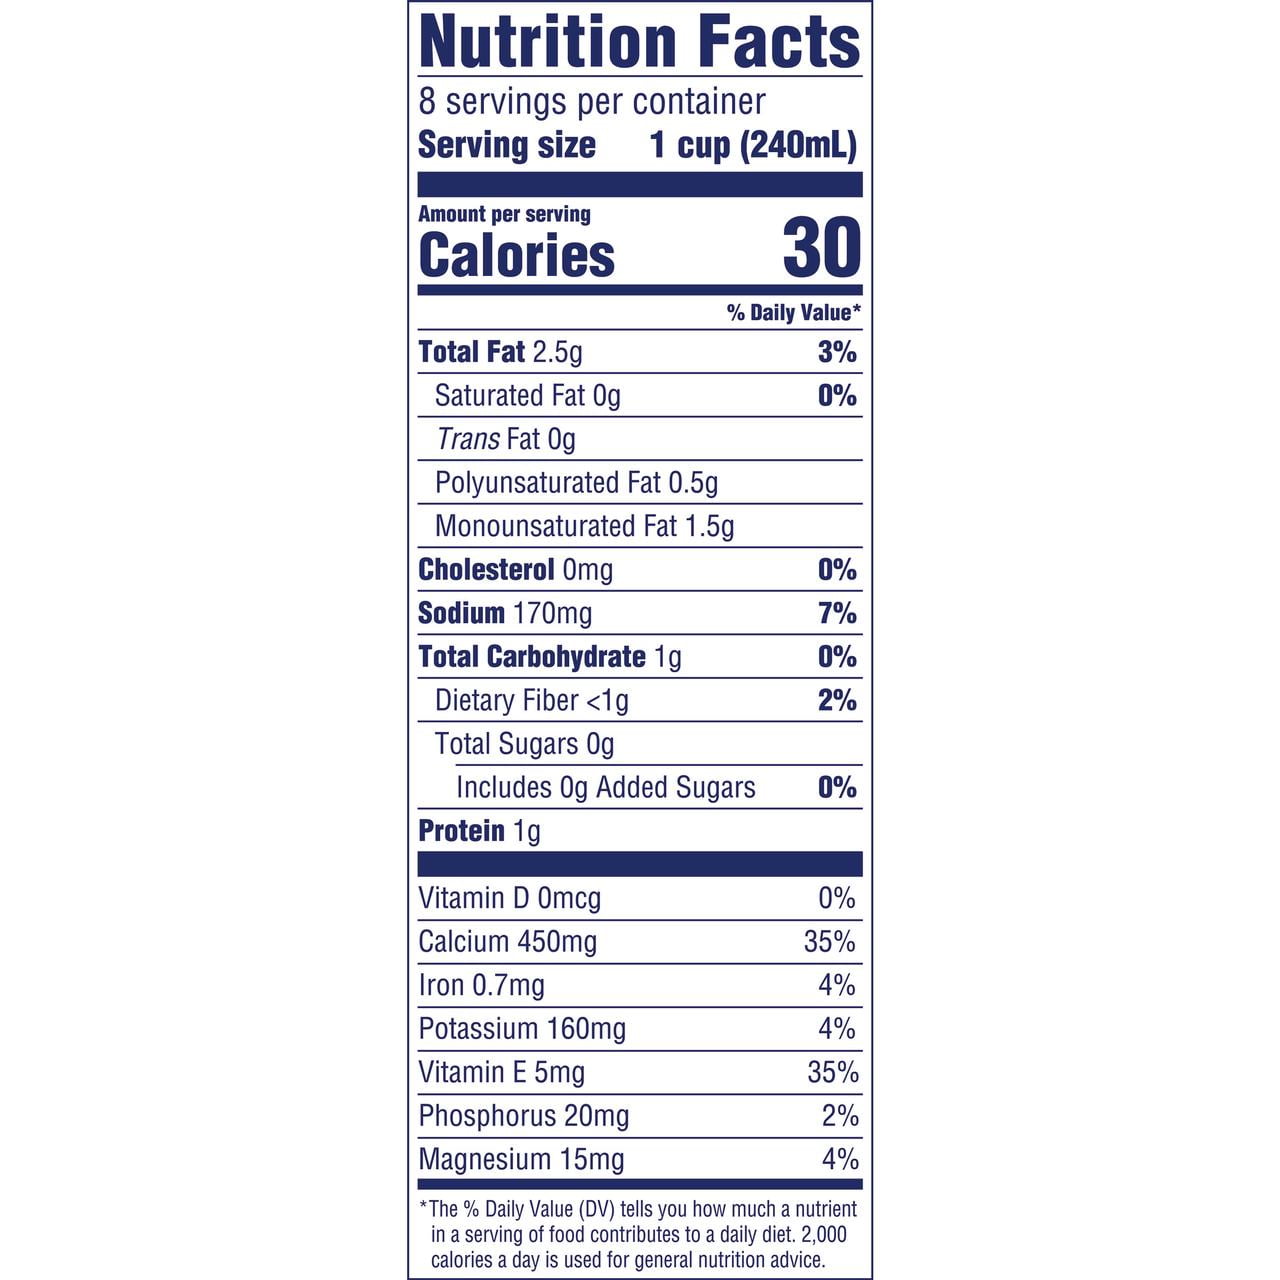 Nutrition Facts
8 servings per container
Serving size 1 cup (240mL)
Amount per serving
Calories 30
% Daily Value*
Total Fat 2.5g 3%
Saturated Fat 0g 0%
Trans Fat 0g
Polyunsaturated Fat 0.5g
Monounsaturated Fat 1.5g
Cholesterol 0mg 0%
Sodium 170mg 7%
Total Carbohydrate 1g 0%
Dietary Fiber <1g 2%
Total Sugars 0g
Includes 0g Added Sugars 0%
Protein 1g
Vitamin D 0mcg 0%
Calcium 450mg 35%
Iron 0.7mg 4%
Potassium 160mg 4%
Vitamin E 5mg 35%
Phosphorus 20mg 2%
Magnesium 15mg 4%
*The % Daily Value (DV) tells you how much a nutrient
in a serving of food contributes to a daily diet. 2,000
calories a day is used for general nutrition advice.